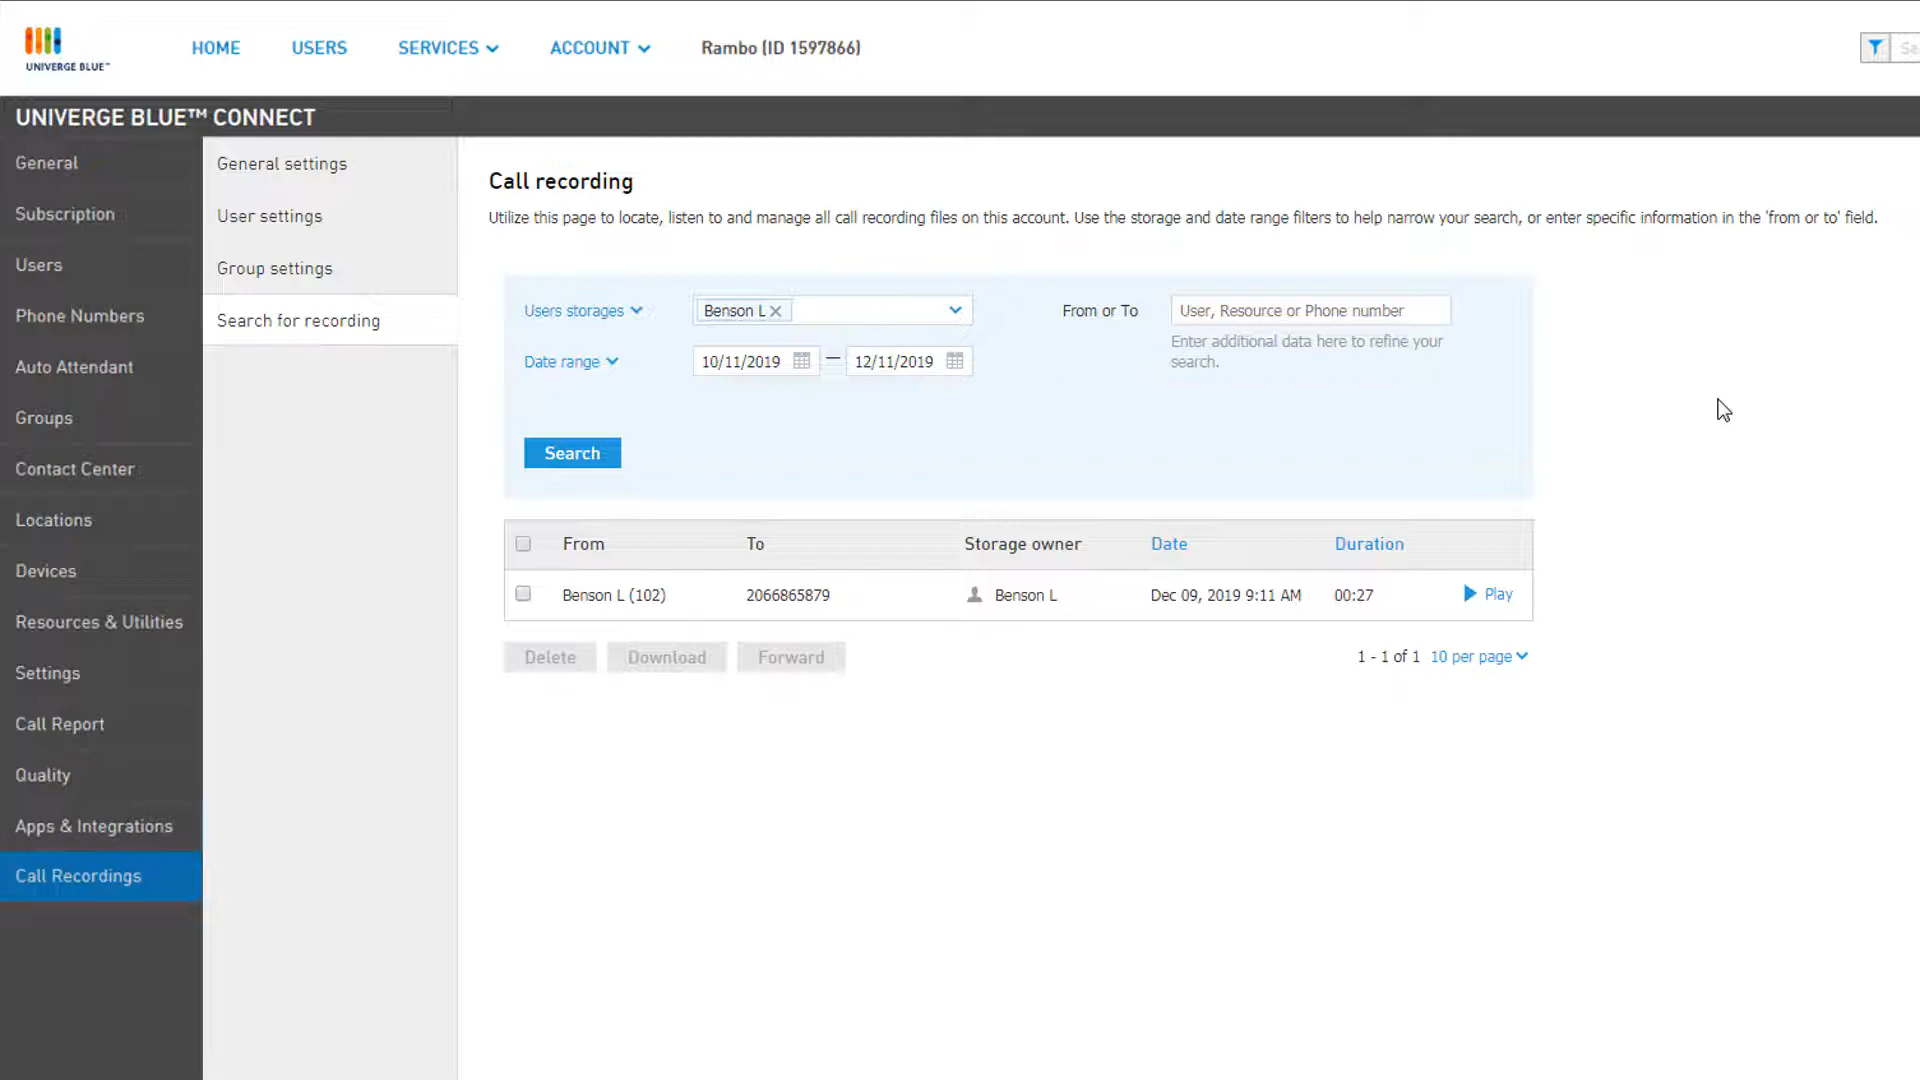 UNIVERGE BLUE™
HOME
USERS
SERVICES
ACCOUNT
Rambo (ID 1597866)
UNIVERGE BLUE™ CONNECT
General
Subscription
Users
Phone Numbers
Auto Attendant
Groups
Contact Center
Locations
Devices
Resources & Utilities
Settings
Call Report
Quality
Apps & Integrations
Call Recordings
General settings
User settings
Group settings
Search for recording
Call recording
Utilize this page to locate, listen to and manage all call recording files on this account. Use the storage and date range filters to help narrow your search, or enter specific information in the 'from or to' field.
Users storages
Benson L
From or To
User, Resource or Phone number
Enter additional data here to refine your
search.
Date range
10/11/2019 — 12/11/2019
Search
From To Storage owner Date Duration
Benson L (102) 2066865879 Benson L Dec 09, 2019 9:11 AM 00:27 Play
Delete Download Forward
1 - 1 of 1 10 per page